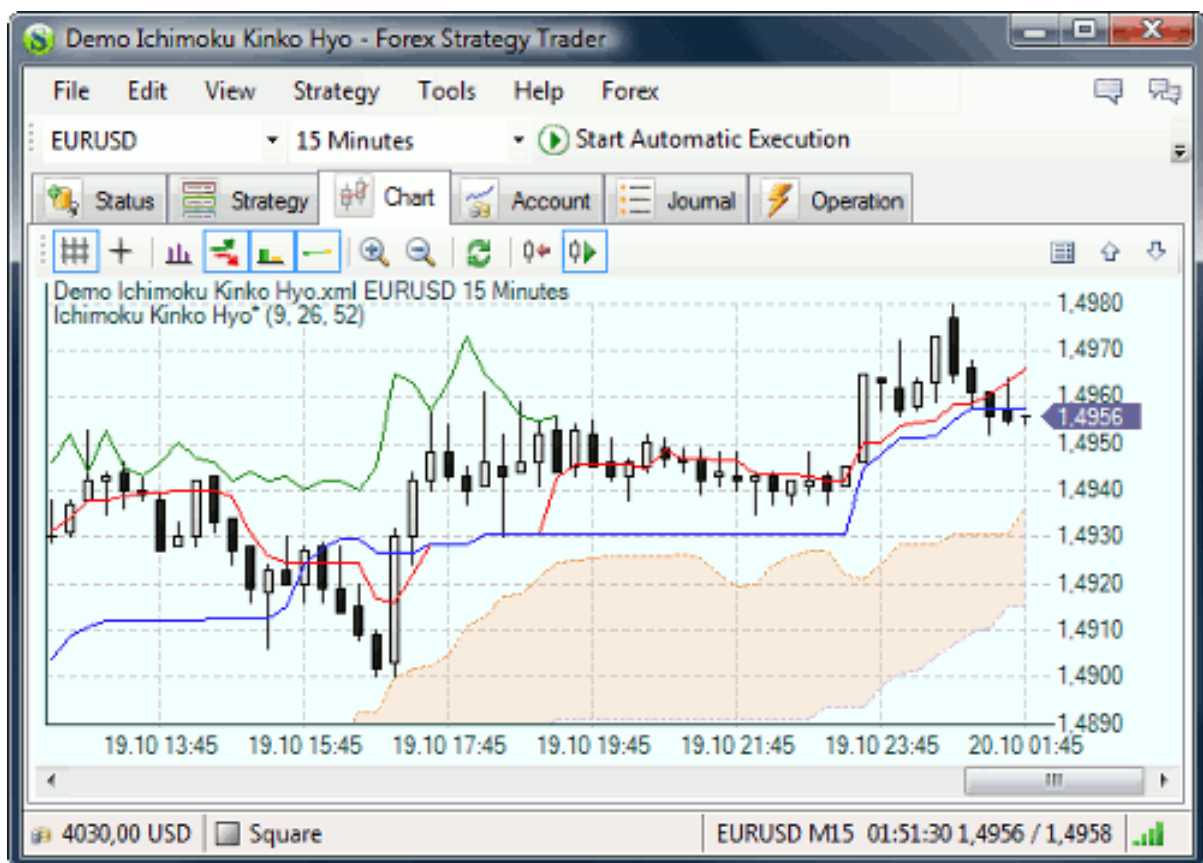 Demo Ichimoku Kinko Hyo - Forex Strategy Trader
File Edit View Strategy Tools Help Forex
EURUSD 15 Minutes Start Automatic Execution
Status Strategy Chart Account Journal Operation
Demo Ichimoku Kinko Hyo.xml EURUSD 15 Minutes
Ichimoku Kinko Hyo* (9, 26, 52)
1,4980
1,4970
1,4960
1,4956
1,4950
1,4940
1,4930
1,4920
1,4910
1,4900
1,4890
19.10 13:45 19.10 15:45 19.10 17:45 19.10 19:45 19.10 21:45 19.10 23:45 20.10 01:45
4030,00 USD Square EURUSD M15 01:51:30 1,4956 / 1,4958